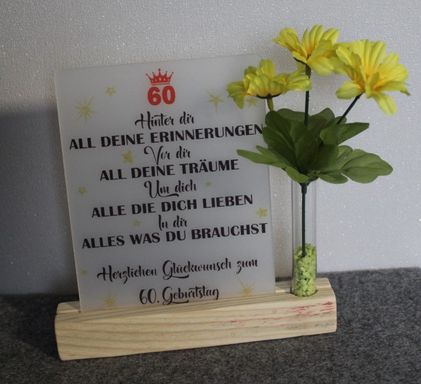 60
Hinter dir
ALL DEINE ERINNERUNGEN
Vor dir
ALL DEINE TRÄUME
Um dich
ALLE DIE DICH LIEBEN
In dir
ALLES WAS DU BRAUCHST
Herzlichen Glückwunsch zum
60. Geburtstag